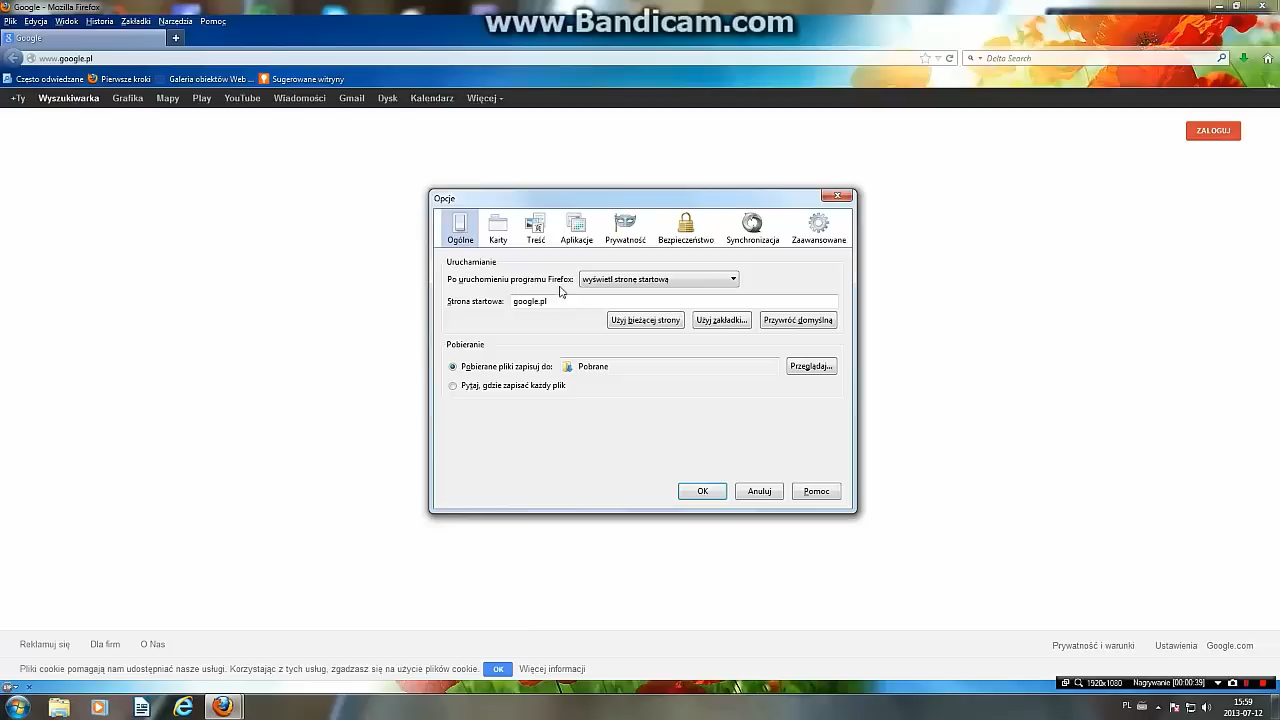 Google - Mozilla Firefox
www.Bandicam.com
Plik Edycja Widok Historia Zakładki Narzędzia Pomoc
Google
www.google.pl
Delta Search
Często odwiedzane Pierwsze kroki Galeria obiektów Web ... Sugerowane witryny
+Ty Wyszukiwarka Grafika Mapy Play YouTube Wiadomości Gmail Dysk Kalendarz Więcej
ZALOGUJ
Opcje
Ogólne Karty Treść Aplikacje Prywatność Bezpieczeństwo Synchronizacja Zaawansowane
Uruchamianie
Po uruchomieniu programu Firefox: wyświetl stronę startową
Strona startowa: google.pl
Użyj bieżącej strony Użyj zakładki... Przywróć domyślną
Pobieranie
Pobierane pliki zapisuj do: Pobrane Przeglądaj...
Pytaj, gdzie zapisać każdy plik
OK Anuluj Pomoc
Reklamuj się Dla firm O Nas Prywatność i warunki Ustawienia Google.com
Pliki cookie pomagają nam udostępniać nasze usługi. Korzystając z tych usług, zgadzasz się na użycie plików cookie. OK Więcej informacji
1920x1080 Nagrywanie [00:00:39]
PL 15:59
2013-07-12